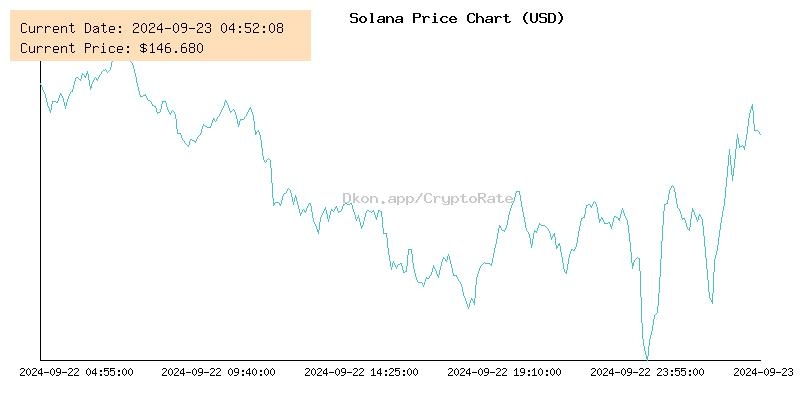 Solana Price Chart (USD)
Current Date: 2024-09-23 04:52:08
Current Price: $146.680
Dkon.app/CryptoRate
2024-09-22 04:55:00
2024-09-22 09:40:00
2024-09-22 14:25:00
2024-09-22 19:10:00
2024-09-22 23:55:00
2024-09-23